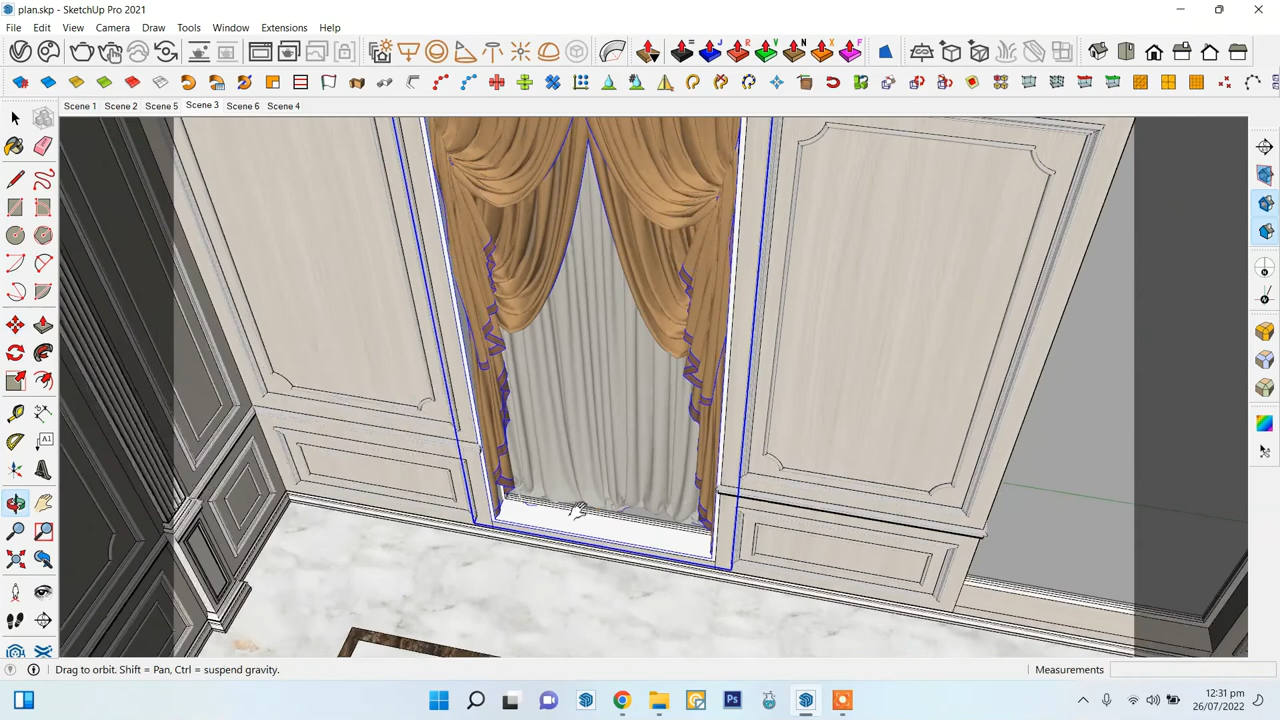 plan.skp - SketchUp Pro 2021
File Edit View Camera Draw Tools Window Extensions Help
Scene 1 Scene 2 Scene 5 Scene 3 Scene 6 Scene 4
Drag to orbit. Shift = Pan, Ctrl = suspend gravity.
Measurements
12:31 pm
26/07/2022